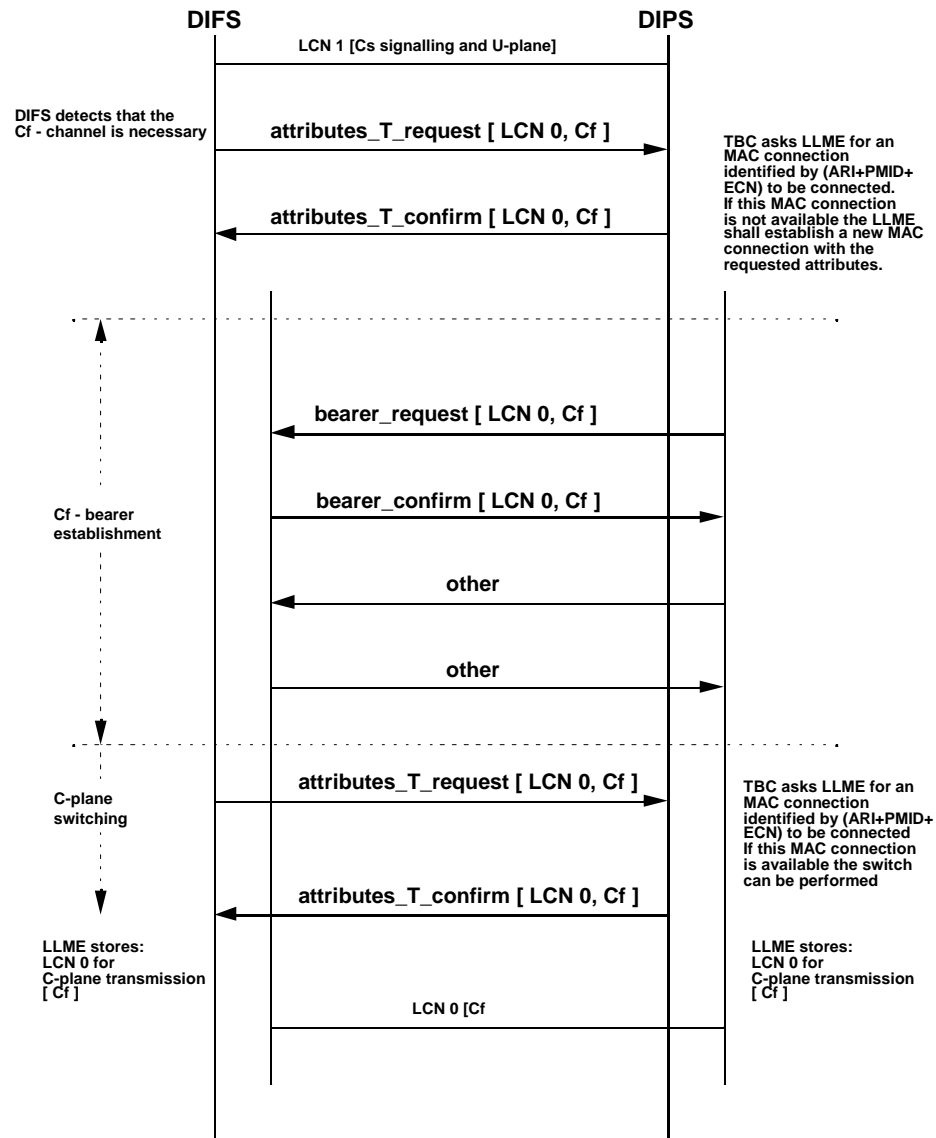 DIFS
DIPS
LCN 1 [Cs signalling and U-plane]
DIFS detects that the
Cf - channel is necessary
attributes_T_request [ LCN 0, Cf ]
TBC asks LLME for an
MAC connection
identified by (ARI+PMID+
ECN) to be connected.
If this MAC connection
is not available the LLME
shall establish a new MAC
connection with the
requested attributes.
attributes_T_confirm [ LCN 0, Cf ]
bearer_request [ LCN 0, Cf ]
bearer_confirm [ LCN 0, Cf ]
Cf - bearer
establishment
other
other
attributes_T_request [ LCN 0, Cf ]
C-plane
switching
TBC asks LLME for an
MAC connection
identified by (ARI+PMID+
ECN) to be connected
If this MAC connection
is available the switch
can be performed
attributes_T_confirm [ LCN 0, Cf ]
LLME stores:
LCN 0 for
C-plane transmission
[ Cf ]
LLME stores:
LCN 0 for
C-plane transmission
[ Cf ]
LCN 0 [Cf